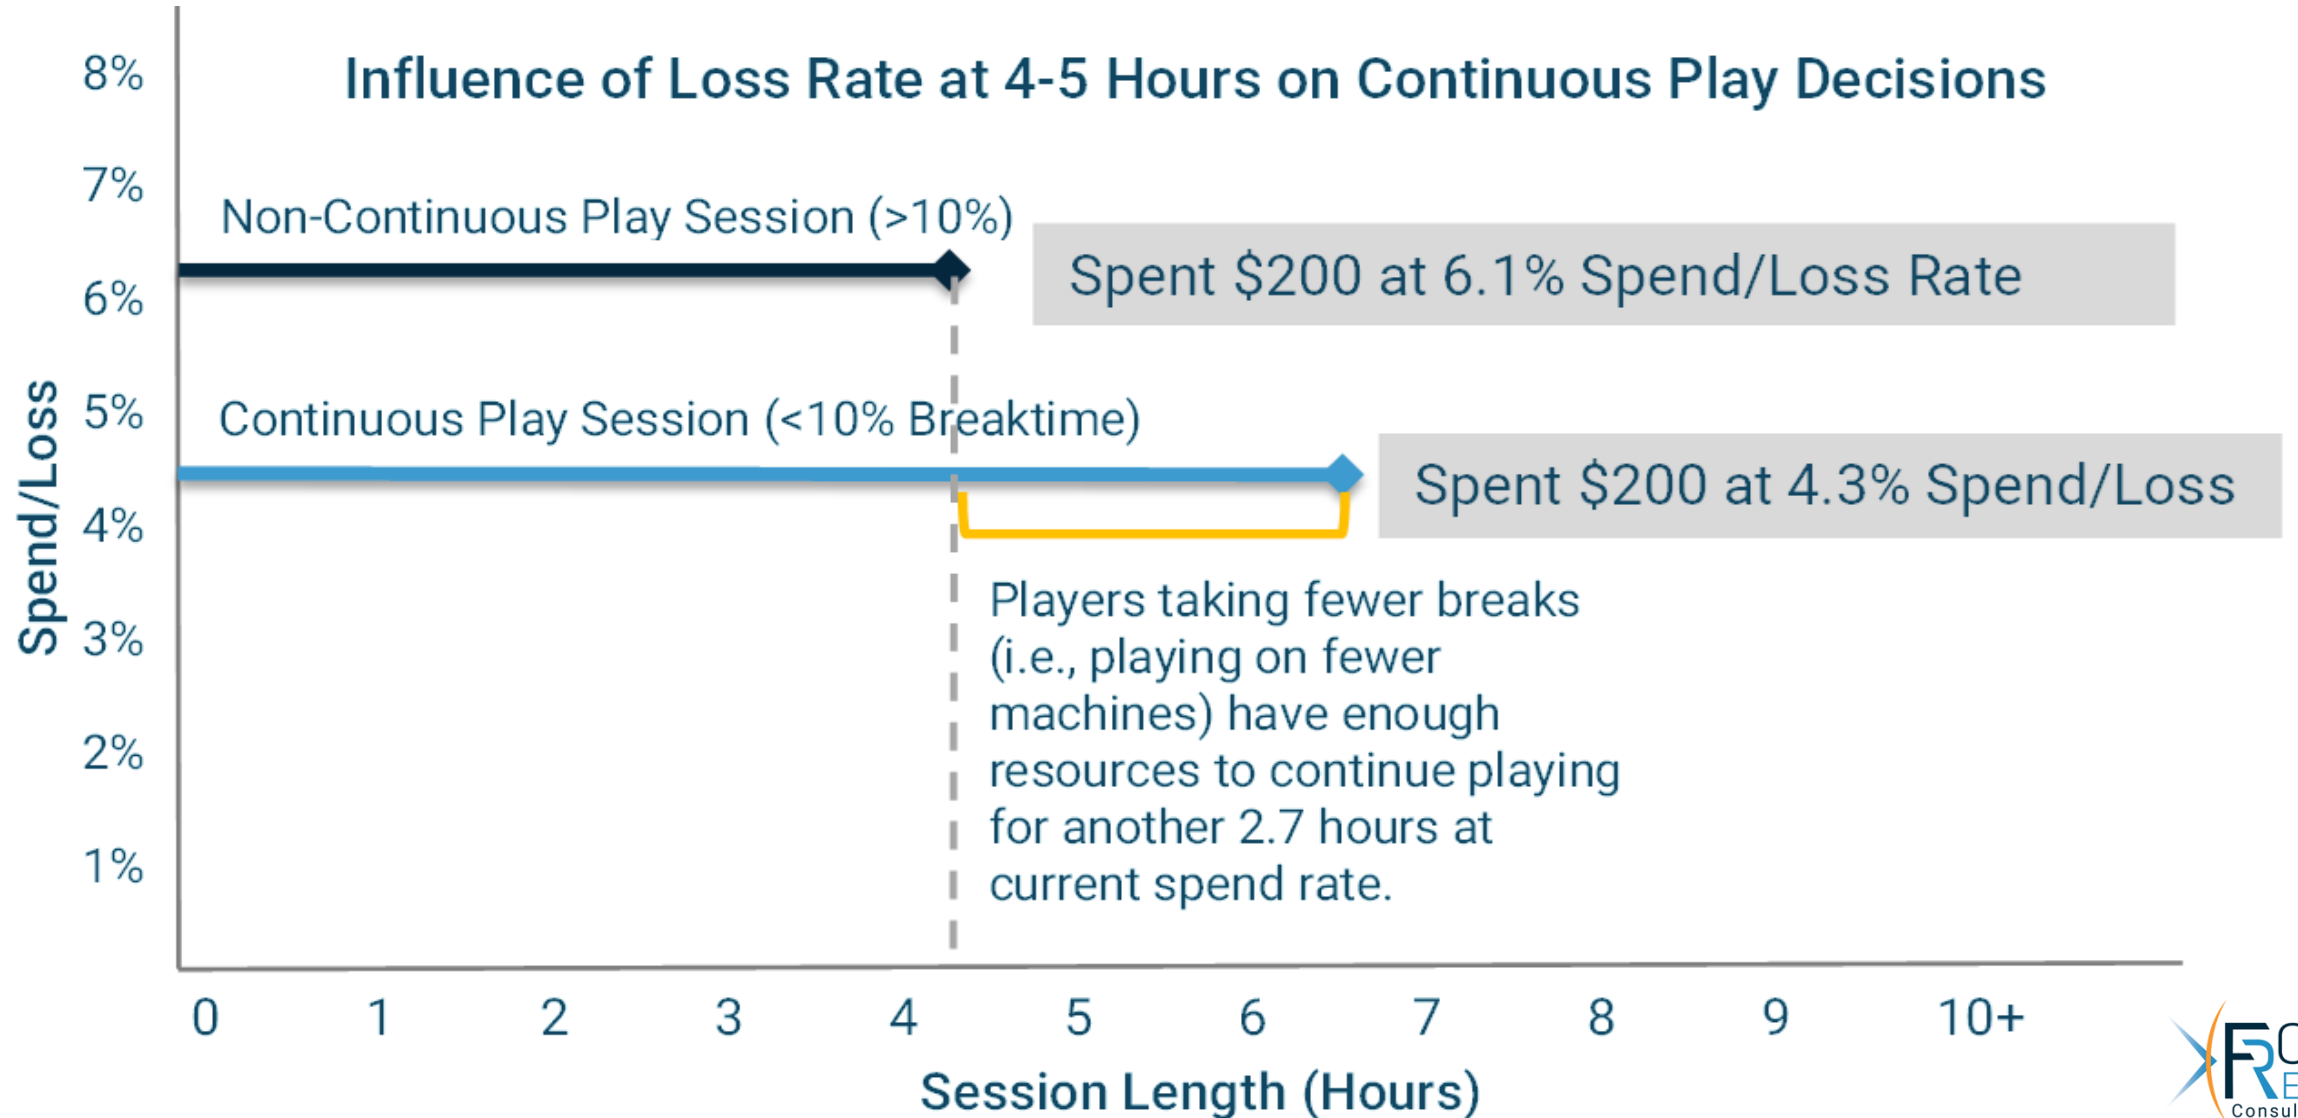 Influence of Loss Rate at 4-5 Hours on Continuous Play Decisions
8%
7%
6%
5%
4%
3%
2%
1%
Spend/Loss
Non-Continuous Play Session (>10%)
Spent $200 at 6.1% Spend/Loss Rate
Continuous Play Session (<10% Breaktime)
Spent $200 at 4.3% Spend/Loss
Players taking fewer breaks
(i.e., playing on fewer
machines) have enough
resources to continue playing
for another 2.7 hours at
current spend rate.
0 1 2 3 4 5 6 7 8 9 10+
Session Length (Hours)